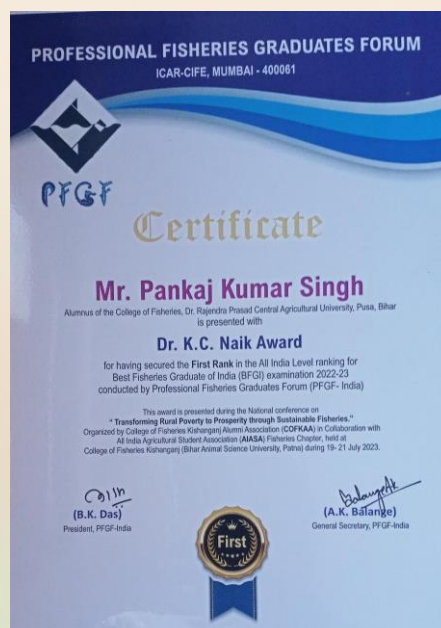 PROFESSIONAL FISHERIES GRADUATES FORUM
ICAR-CIFE, MUMBAI - 400061
PFGF
Certificate
Mr. Pankaj Kumar Singh
Alumnus of the College of Fisheries, Dr. Rajendra Prasad Central Agricultural University, Pusa, Bihar
is presented with
Dr. K.C. Naik Award
for having secured the First Rank in the All India Level ranking for
Best Fisheries Graduate of India (BFGI) examination 2022-23
conducted by Professional Fisheries Graduates Forum (PFGF- India)
This award is presented during the National conference on
" Transforming Rural Poverty to Prosperity through Sustainable Fisheries."
Organized by College of Fisheries Kishanganj Alumni Association (COFKAA) in Collaboration with
All India Agricultural Student Association (AIASA) Fisheries Chapter, held at
College of Fisheries Kishanganj (Bihar Animal Science University, Patna) during 19- 21 July 2023.
(B.K. Das)
President, PFGF-India
(A.K. Balange)
General Secretary, PFGF-India
First